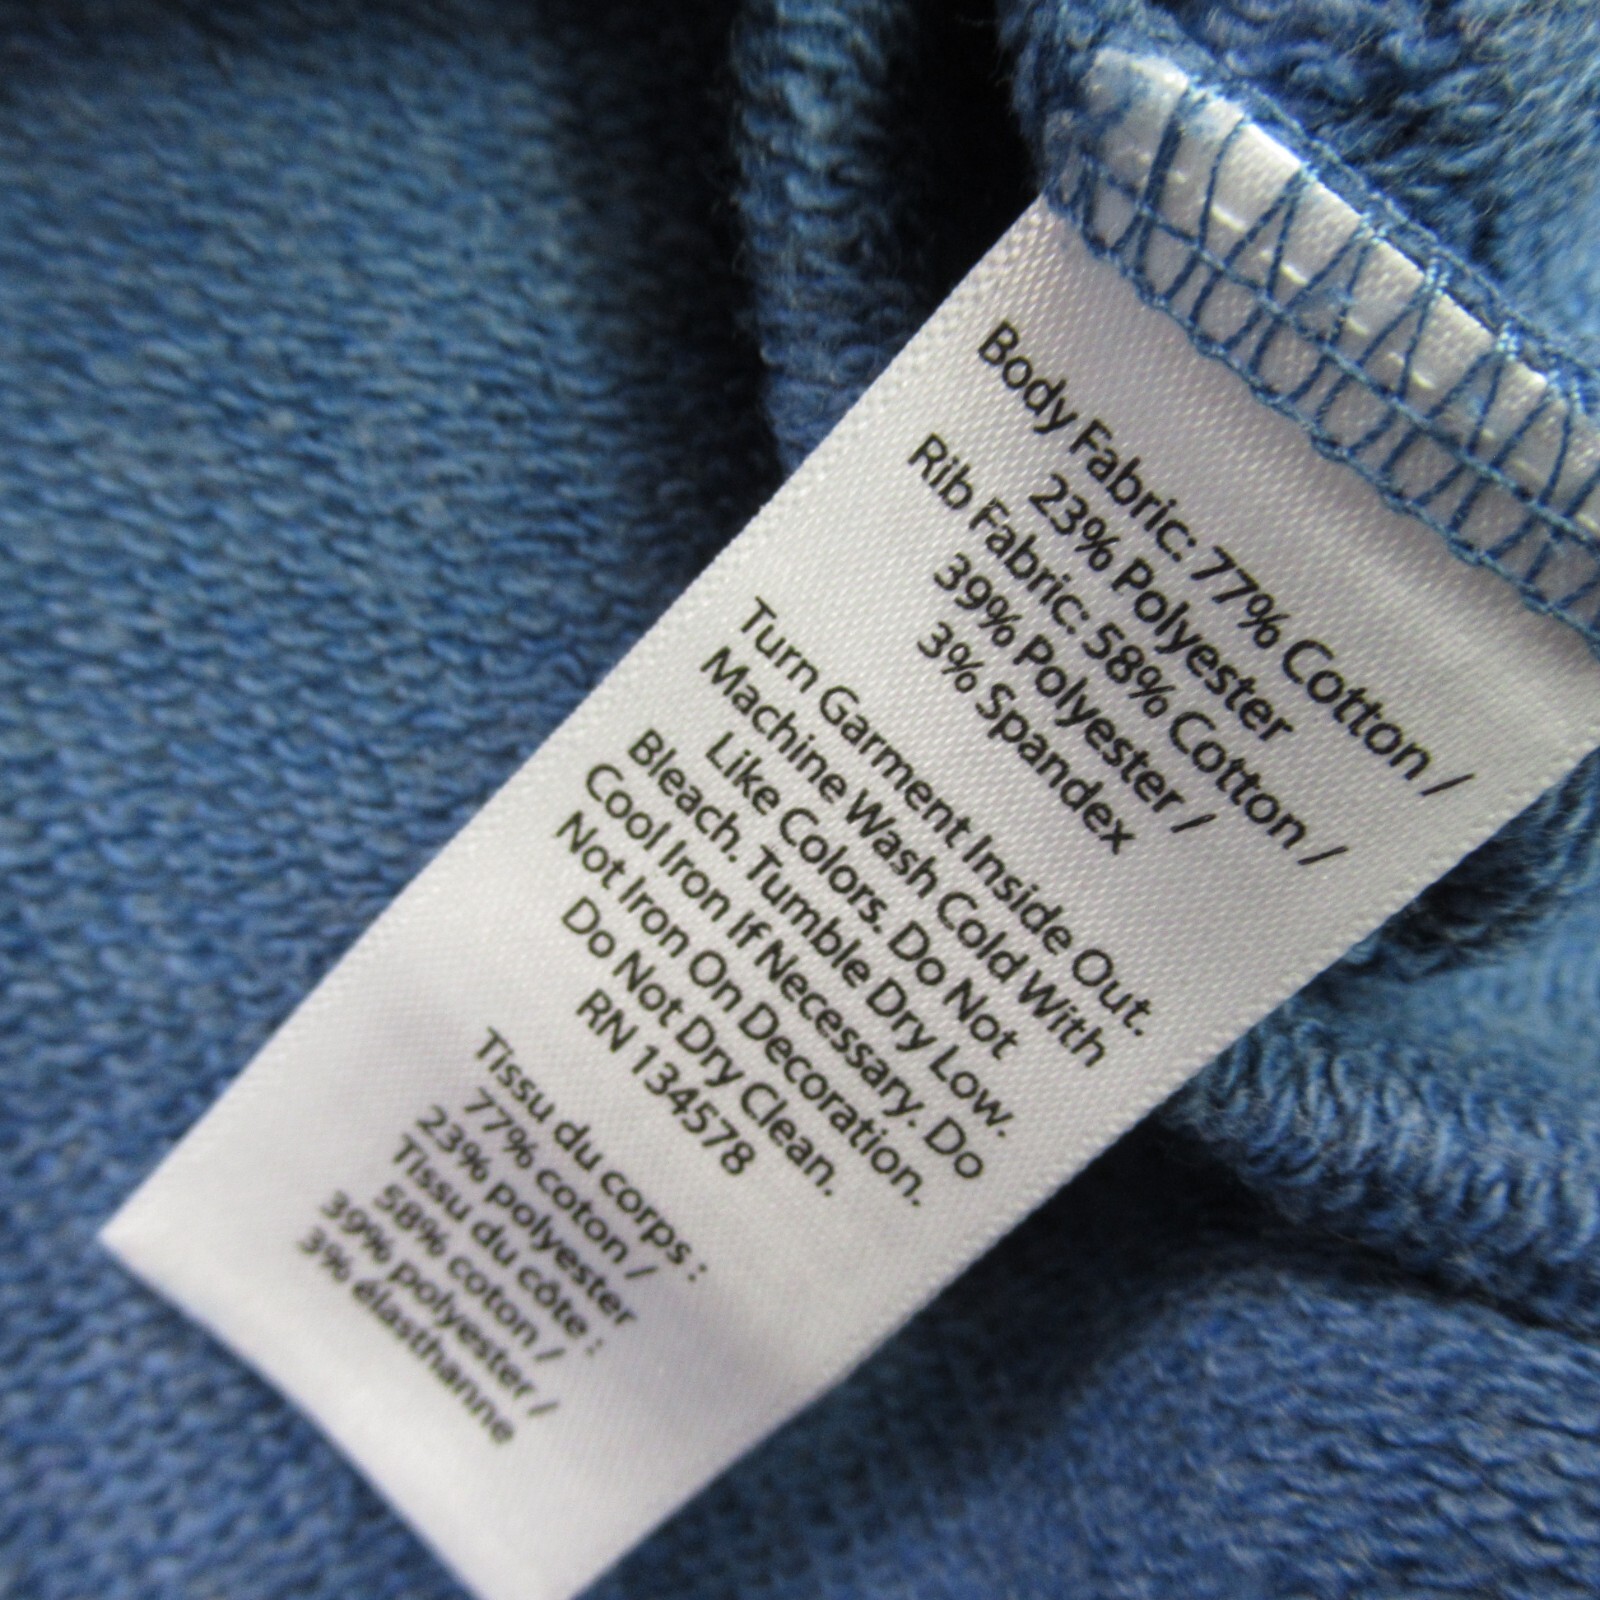 Body Fabric: 77% Cotton /
23% Polyester
Rib Fabric: 58% Cotton /
39% Polyester /
3% Spandex
Turn Garment Inside Out.
Machine Wash Cold With
Like Colors. Do Not
Bleach. Tumble Dry Low.
Cool Iron If Necessary. Do
Not Iron On Decoration.
Do Not Dry Clean.
RN 134578
Tissu du corps :
77% coton /
23% polyester
Tissu du côte :
58% coton /
39% polyester /
3% élasthanne